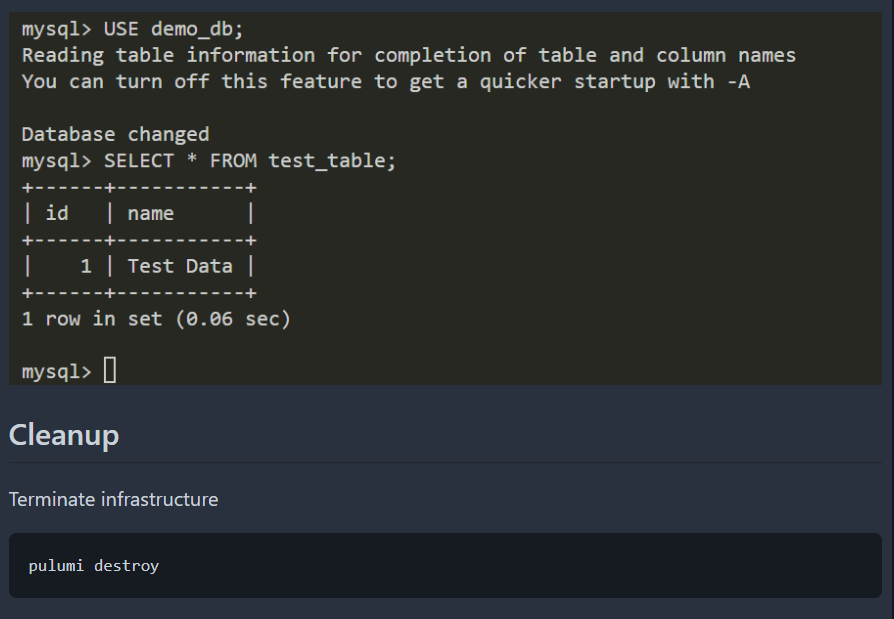 mysql> USE demo_db;
Reading table information for completion of table and column names
You can turn off this feature to get a quicker startup with -A
Database changed
mysql> SELECT * FROM test_table;
+------+-----------+
| id   | name      |
+------+-----------+
|    1 | Test Data |
+------+-----------+
1 row in set (0.06 sec)
mysql>
Cleanup
Terminate infrastructure
pulumi destroy